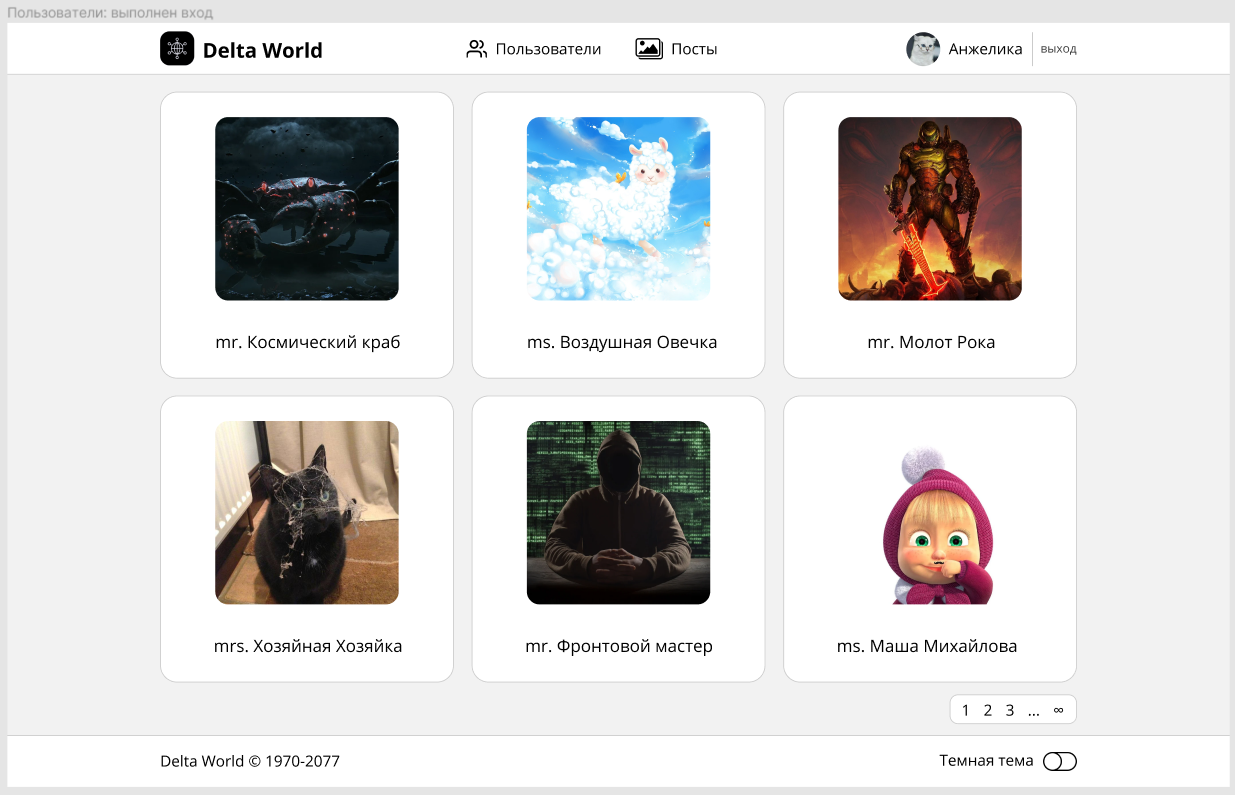 Пользователи: выполнен вход
Delta World
Пользователи
Посты
Анжелика
выход
mr. Космический краб
ms. Воздушная Овечка
mr. Молот Рока
mrs. Хозяйная Хозяйка
mr. Фронтовой мастер
ms. Маша Михайлова
1 2 3 ... ∞
Delta World © 1970-2077
Темная тема